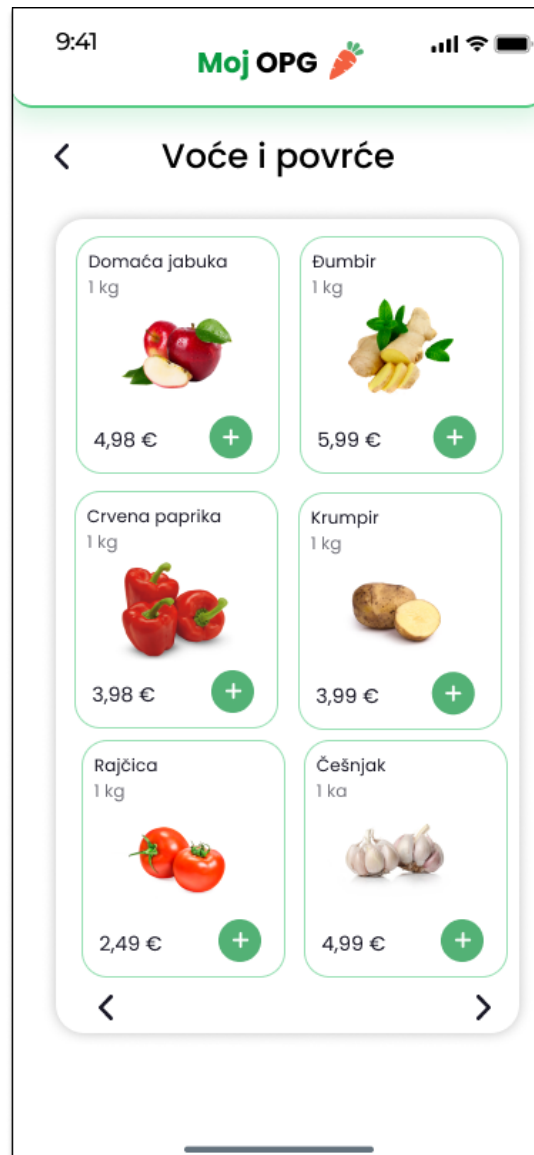 9:41
Moj OPG
Voće i povrće
Domaća jabuka
1 kg
4,98 €
+
Đumbir
1 kg
5,99 €
+
Crvena paprika
1 kg
3,98 €
+
Krumpir
1 kg
3,99 €
+
Rajčica
1 kg
2,49 €
+
Češnjak
1 ka
4,99 €
+